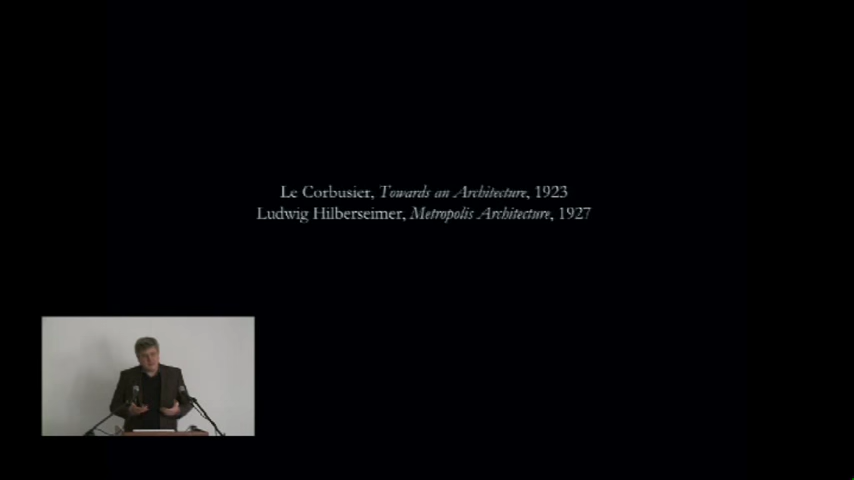 Le Corbusier, Towards an Architecture, 1923
Ludwig Hilberseimer, Metropolis Architecture, 1927